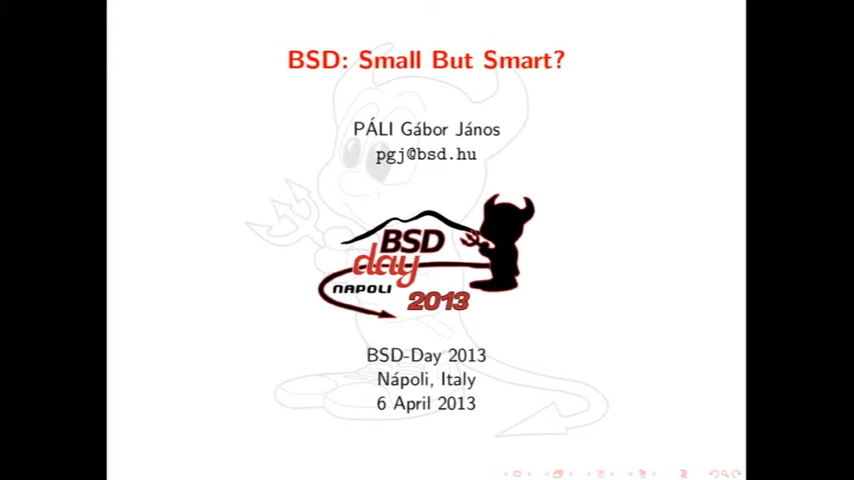 BSD: Small But Smart?
PÁLI Gábor János
pgj@bsd.hu
BSD
day
NAPOLI
2013
BSD-Day 2013
Nápoli, Italy
6 April 2013